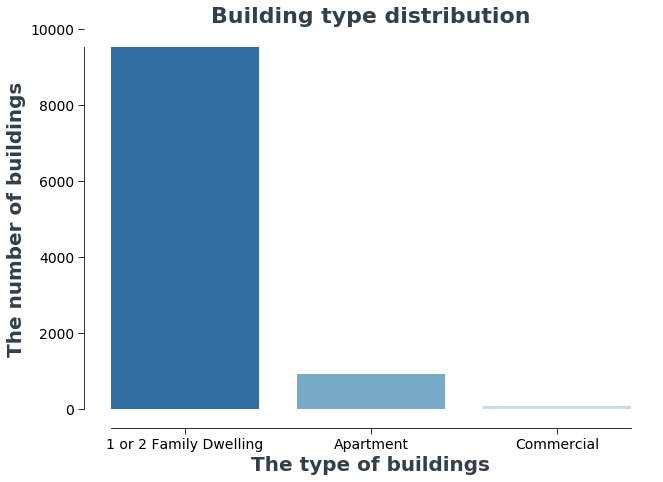 Building type distribution
The number of buildings
10000
8000
6000
4000
2000
0
1 or 2 Family Dwelling Apartment Commercial
The type of buildings